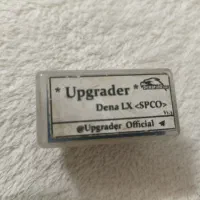 * Upgrader *
Dena LX <SPCO>
@Upgrader_Official